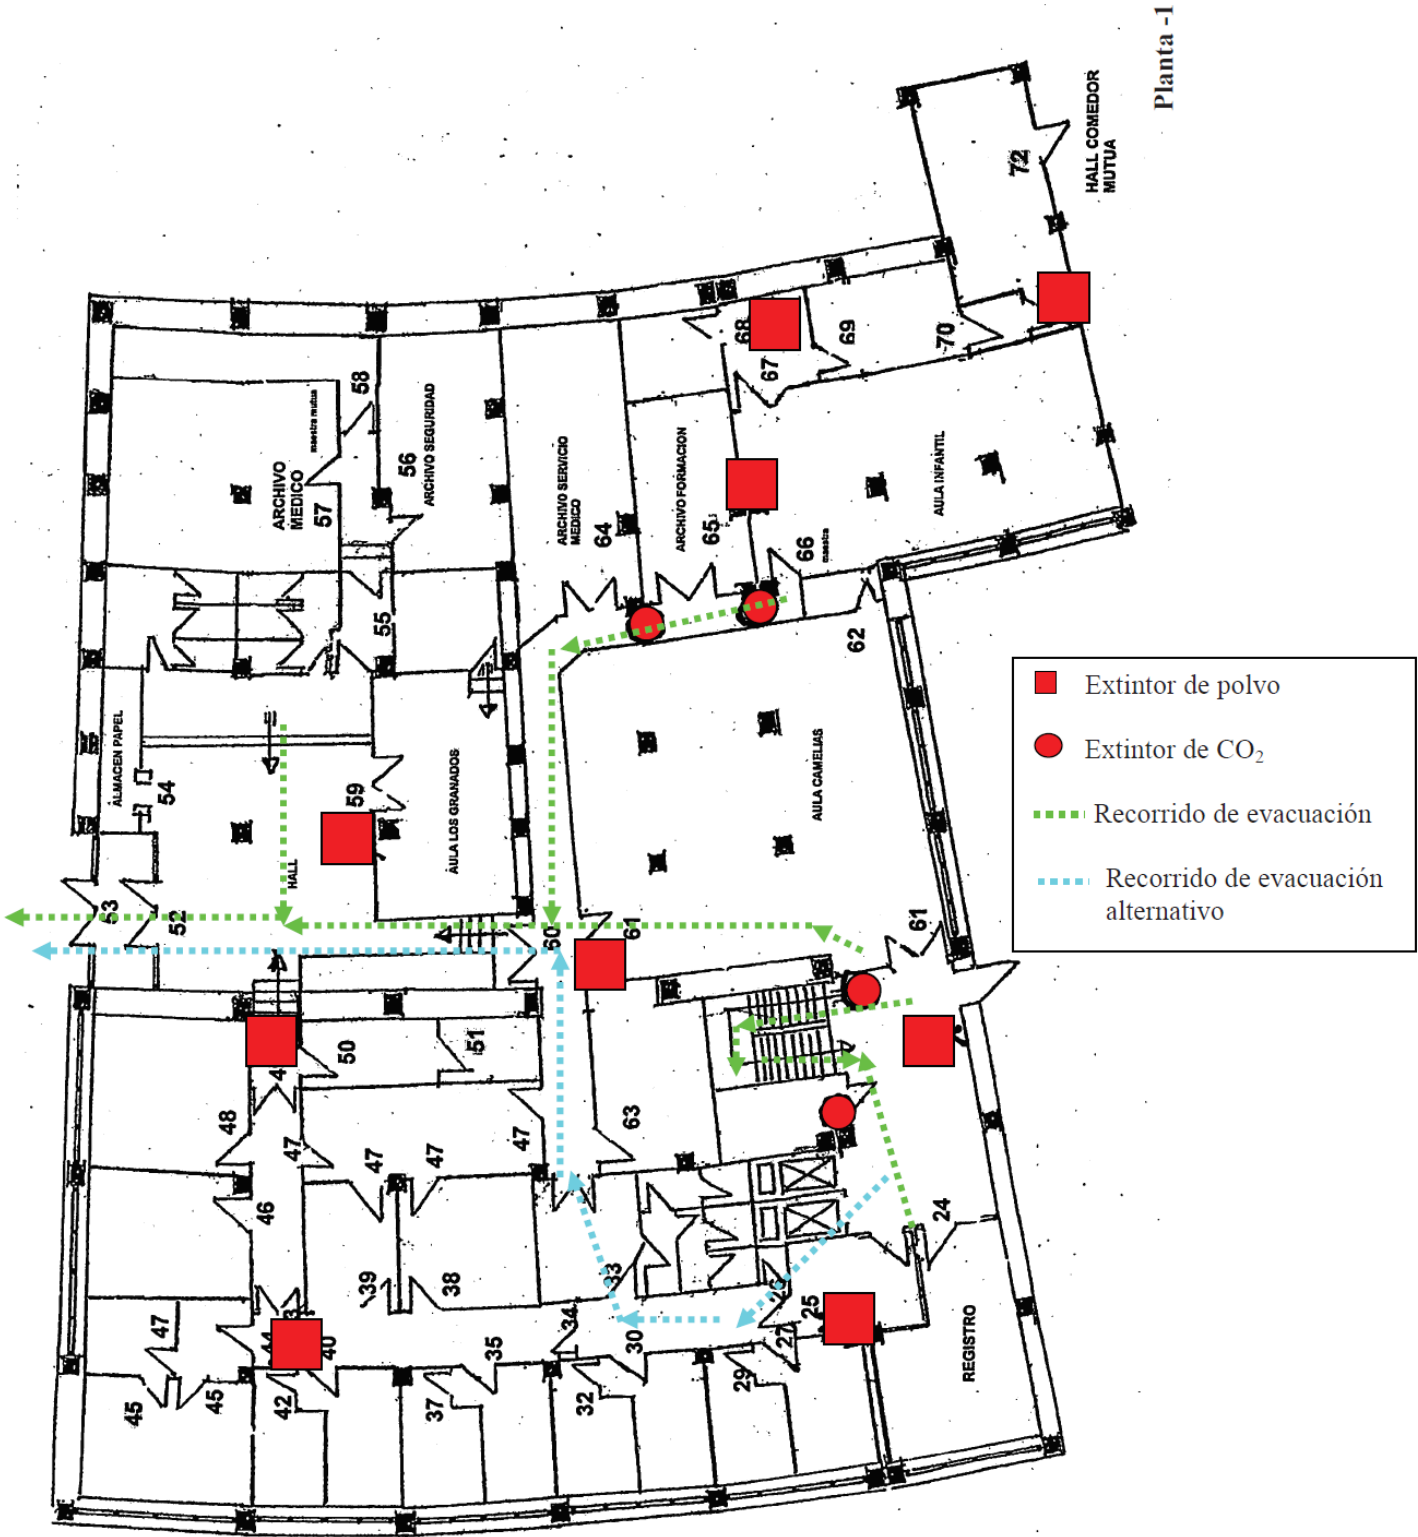 Planta -1
HALL COMEDOR
MUTUA
72
68
69
70
67
58
maestra mutua
ARCHIVO
MEDICO
57
56
ARCHIVO SEGURIDAD
ARCHIVO SERVICIO
MEDICO
64
ARCHIVO FORMACION
65
66
maestra
AULA INFANTIL
55
62
ALMACEN PAPEL
54
59
AULA LOS GRANADOS
AULA CAMELIAS
HALL
53
52
60
61
61
50
51
48
47
47
47
47
63
46
39
38
33
24
26
25
27
34
30
35
40
44
47
45
45
42
37
32
29
REGISTRO
Extintor de polvo
Extintor de CO₂
Recorrido de evacuación
Recorrido de evacuación
alternativo